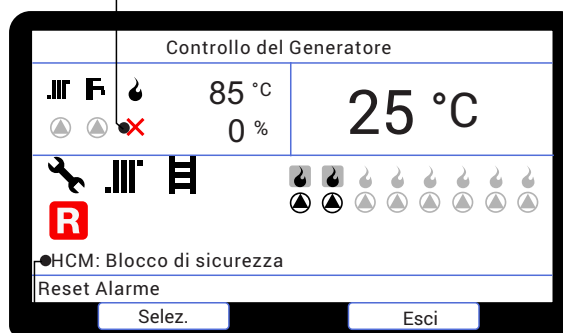 Controllo del Generatore
85 °C
0 %
25 °C
R
HCM: Blocco di sicurezza
Reset Alarme
Selez.
Esci